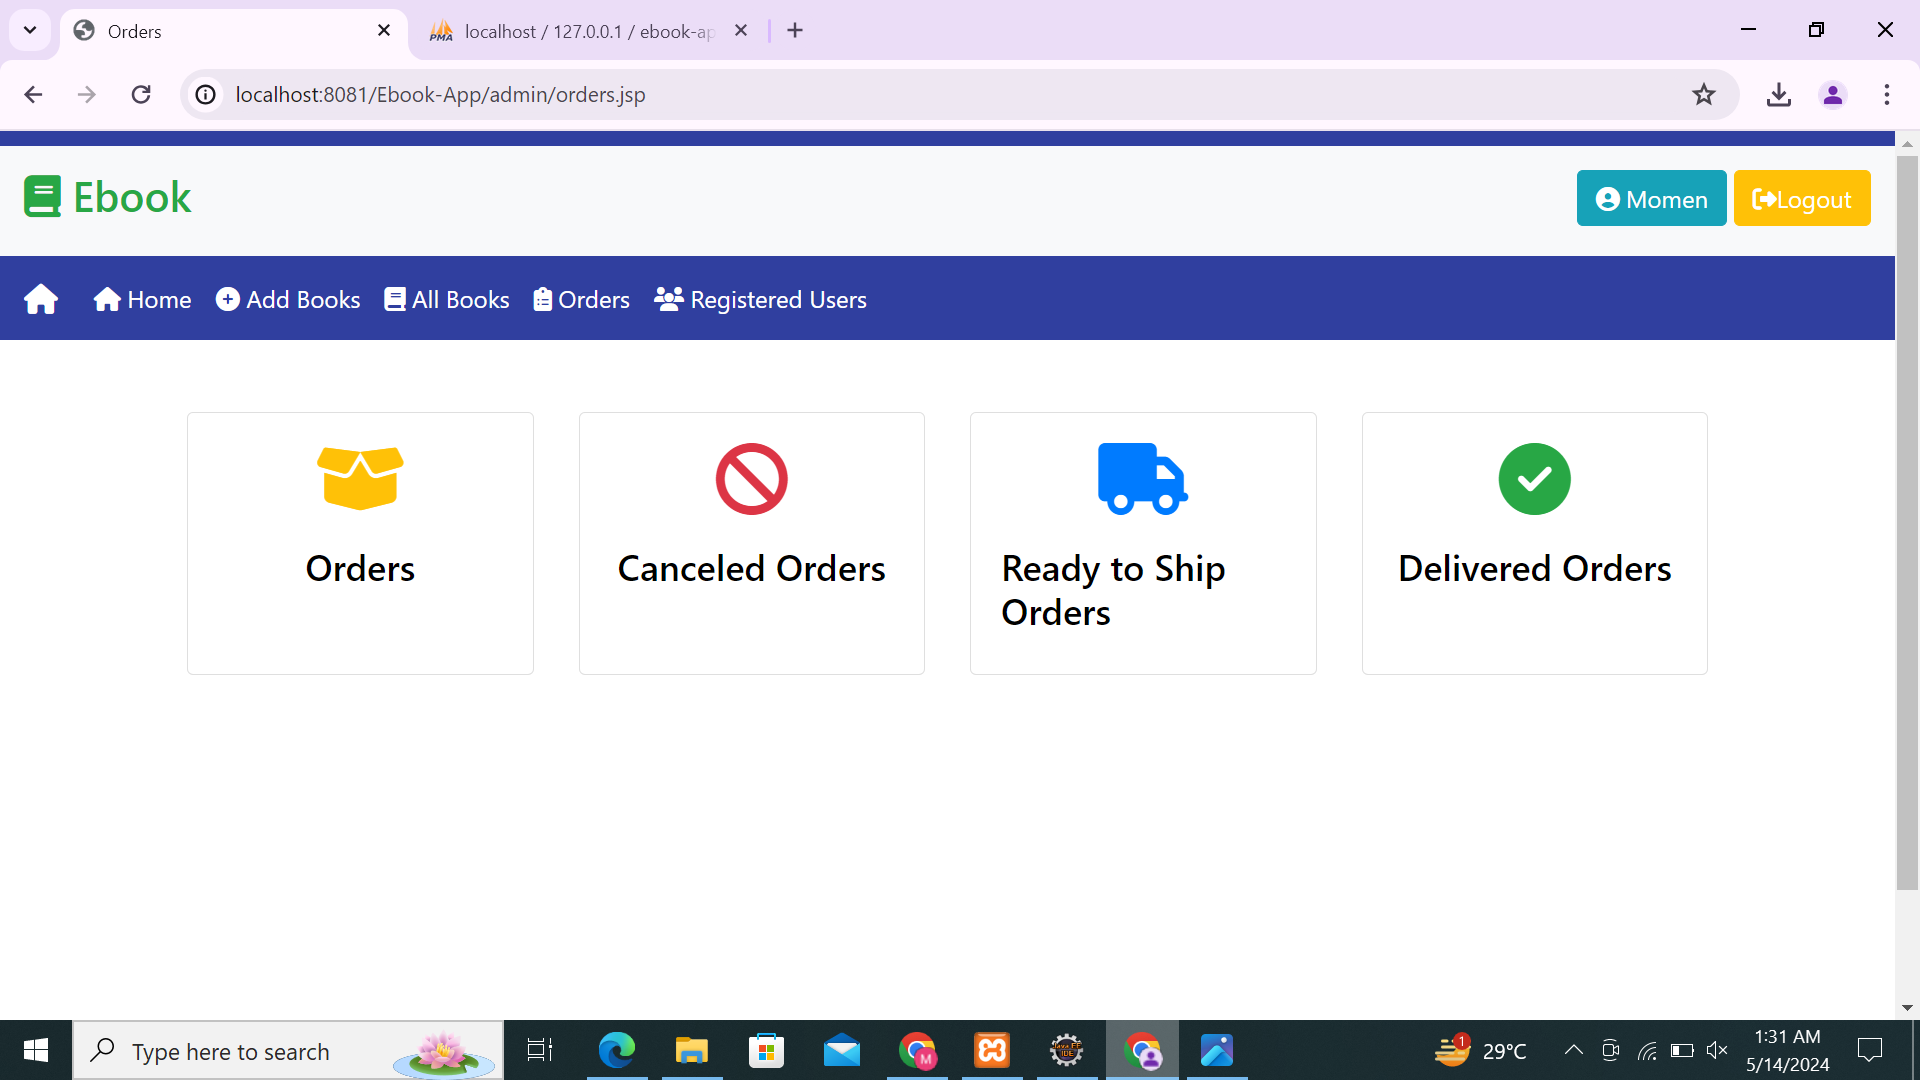 Orders
localhost / 127.0.0.1 / ebook-ap
localhost:8081/Ebook-App/admin/orders.jsp
Ebook
Momen
Logout
Home
Add Books
All Books
Orders
Registered Users
Orders
Canceled Orders
Ready to Ship
Orders
Delivered Orders
Type here to search
1
29°C
1:31 AM
5/14/2024